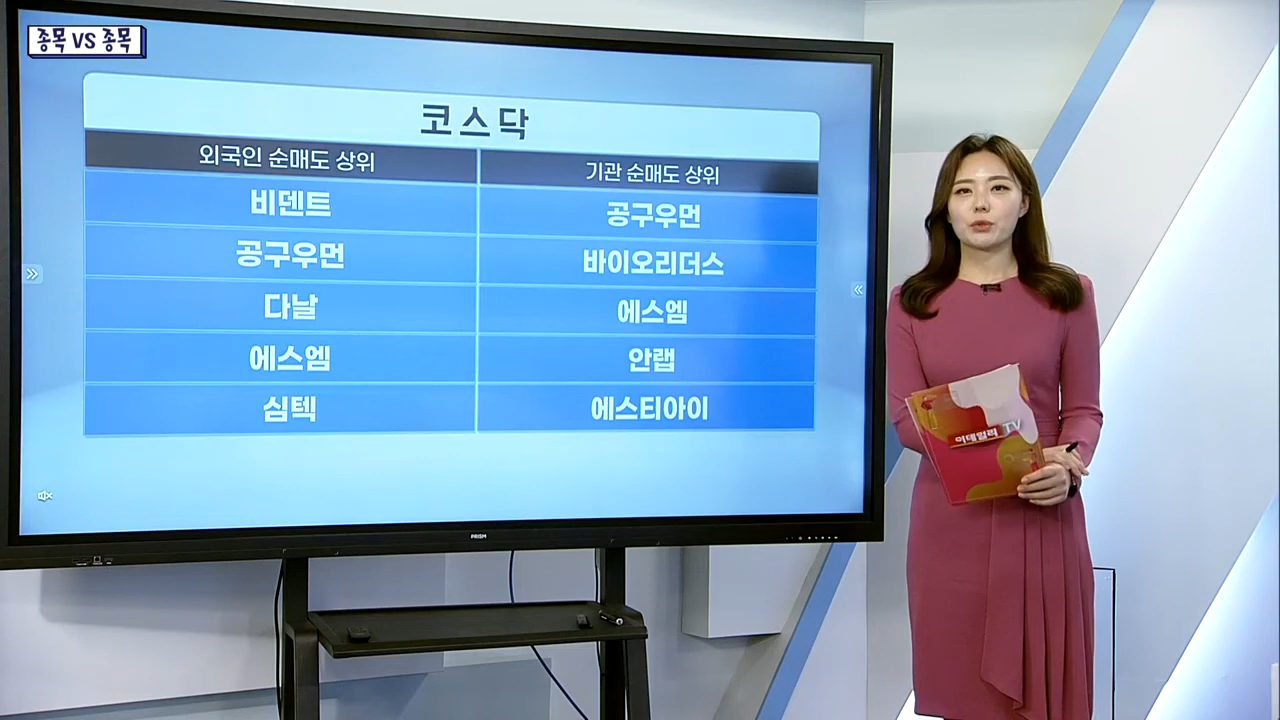 종목 VS 종목
코스닥
외국인 순매도 상위 기관 순매도 상위
비덴트 공구우먼
공구우먼 바이오리더스
다날 에스엠
에스엠 안랩
심텍 에스티아이
이데일리 TV
PRISM